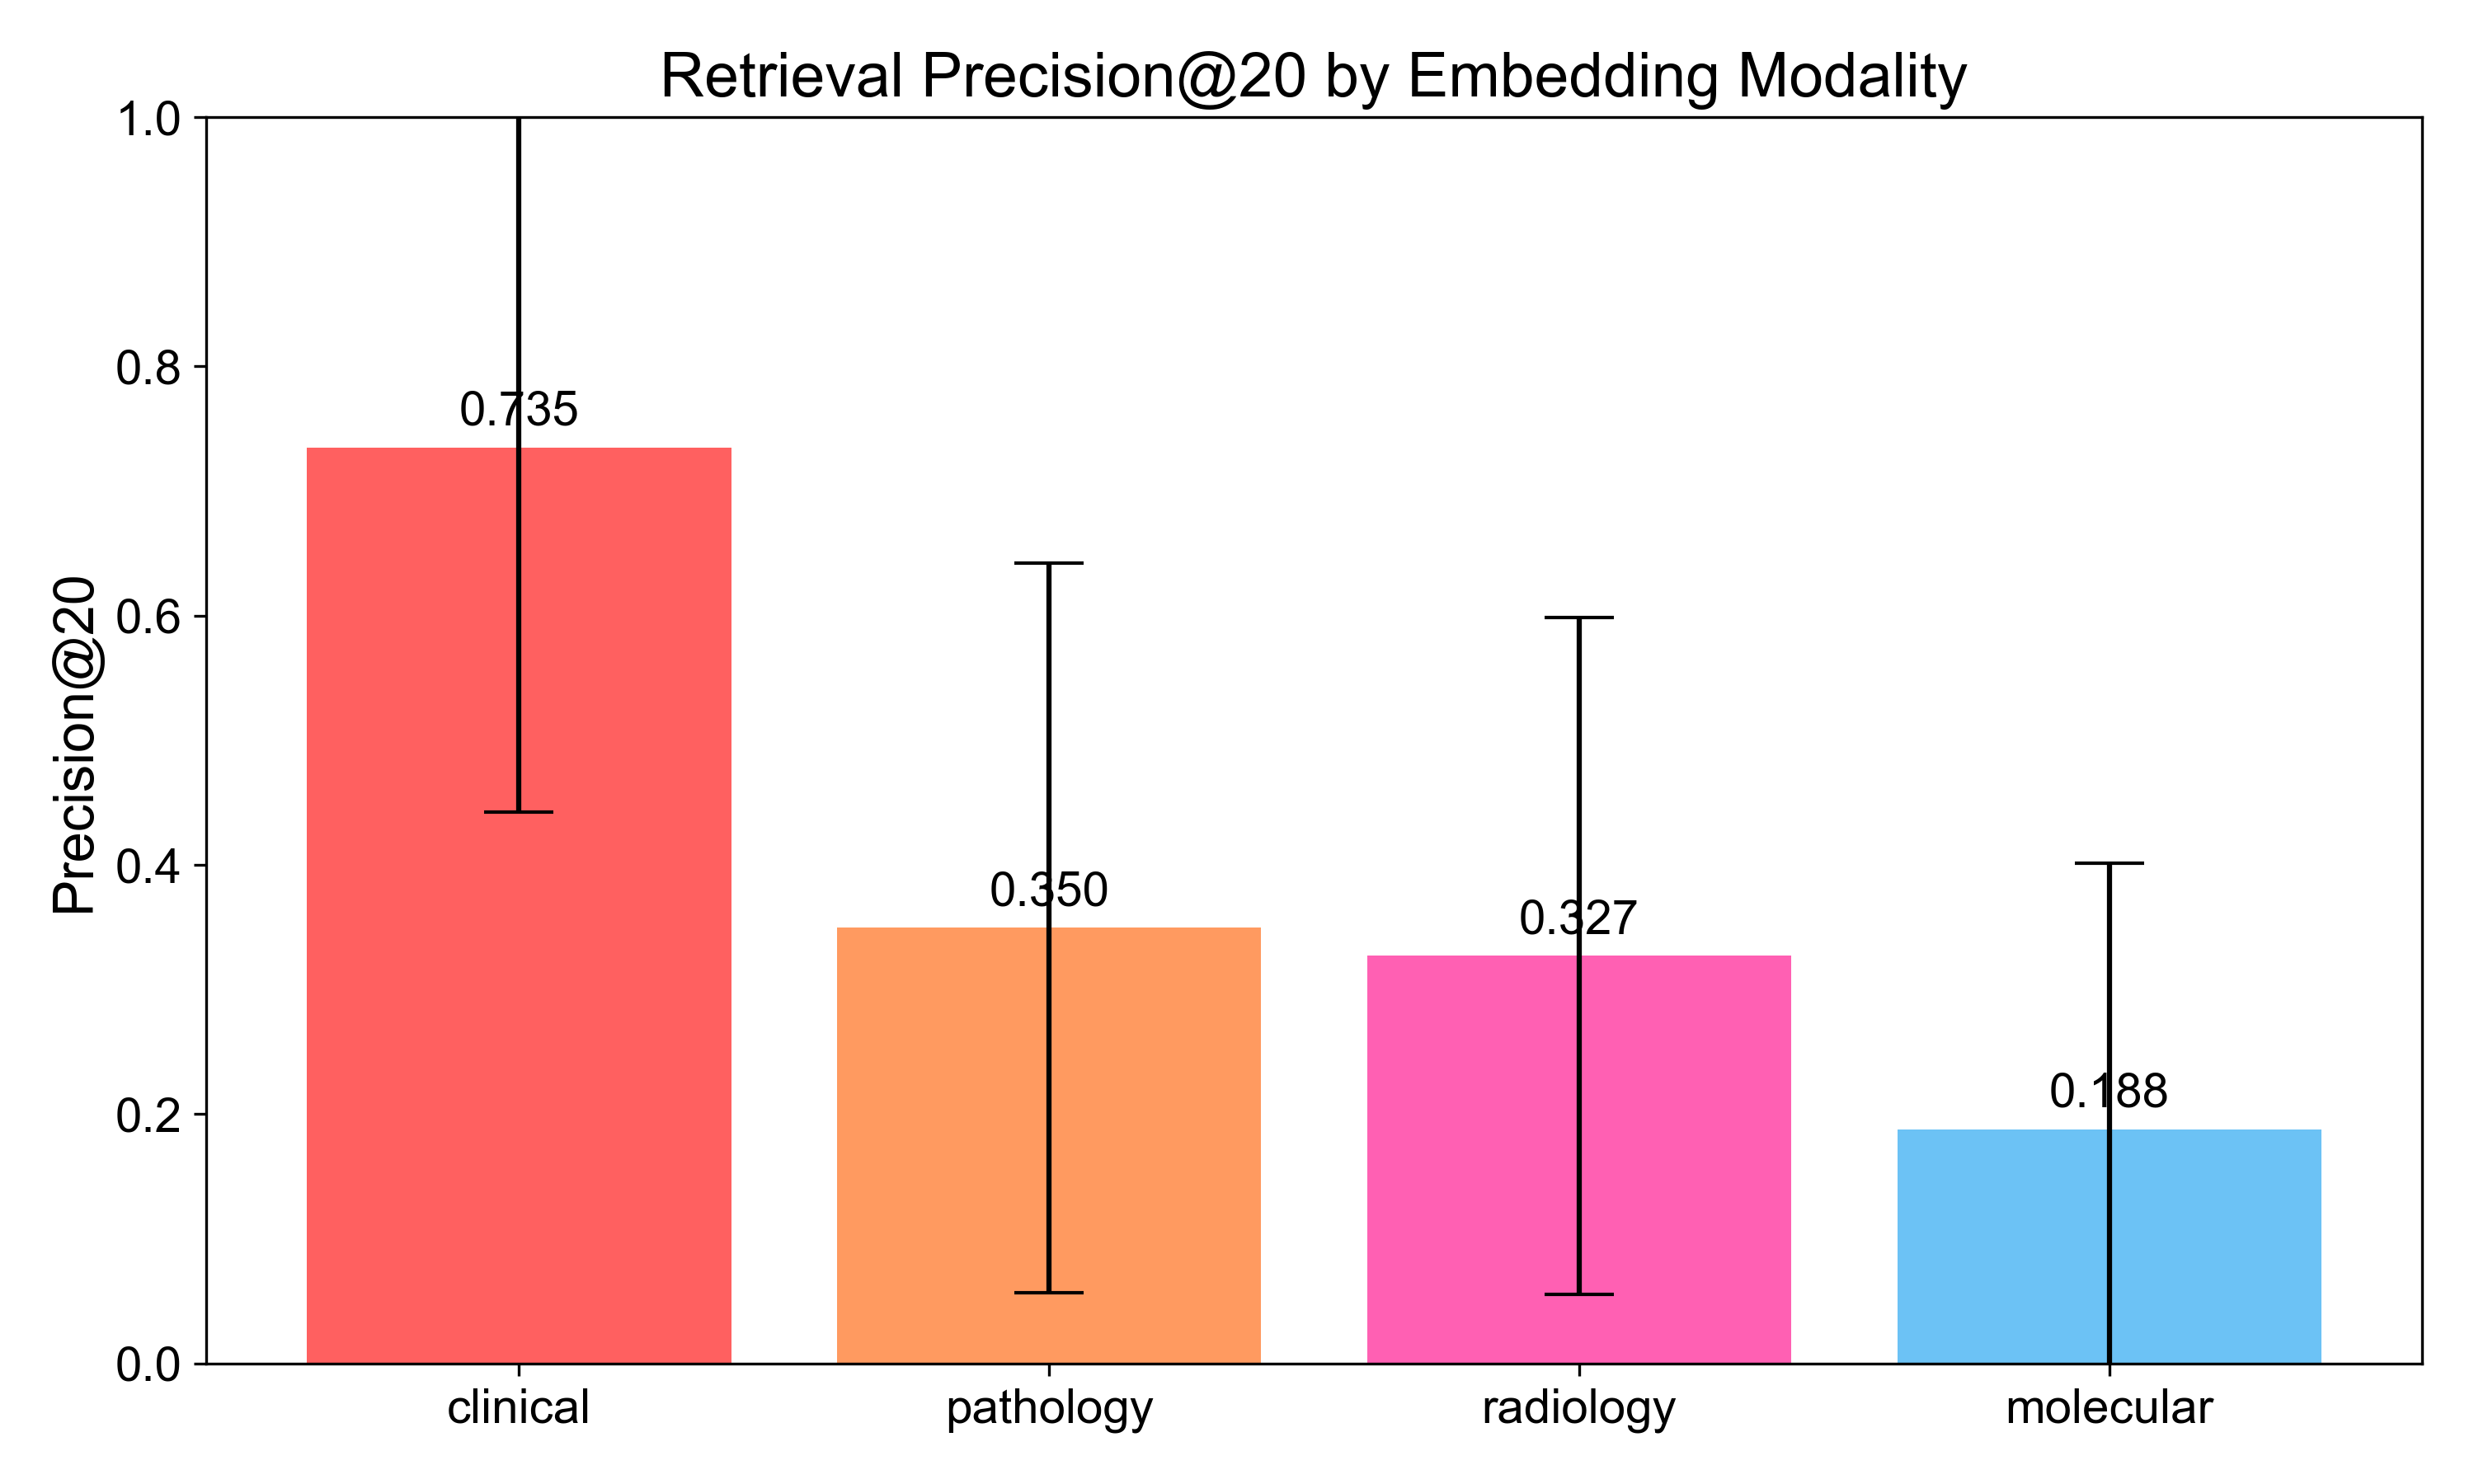 Retrieval Precision@20 by Embedding Modality
Precision@20
1.0
0.8
0.6
0.4
0.2
0.0
0.735
0.350
0.327
0.188
clinical
pathology
radiology
molecular